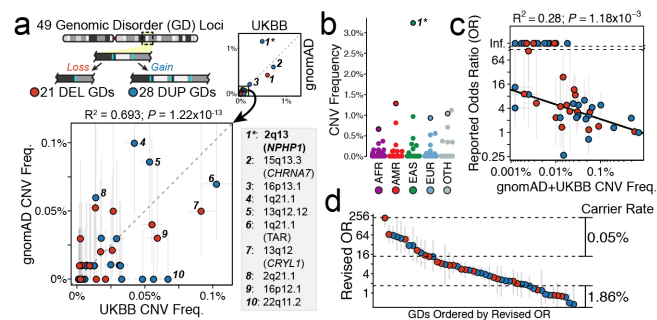 a
49 Genomic Disorder (GD) Loci
Loss
Gain
21 DEL GDs
28 DUP GDs
UKBB
gnomAD
1%
0%
0%
1%
1*
2
1
3
R² = 0.693; P = 1.22x10⁻¹³
gnomAD CNV Freq.
0.1%
0.05%
0%
0%
0.05%
0.1%
UKBB CNV Freq.
4
5
6
7
8
9
10
1*: 2q13
(NPHP1)
2: 15q13.3
(CHRNA7)
3: 16p13.1
4: 1q21.1
5: 13q12.12
6: 1q21.1
(TAR)
7: 13q12
(CRYL1)
8: 2q21.1
9: 16p12.1
10: 22q11.2
b
CNV Frequency
3.0%
2.5%
2.0%
1.5%
1.0%
0.5%
0.0%
1*
AFR
AMR
EAS
EUR
OTH
c
R² = 0.28; P = 1.18x10⁻³
Reported Odds Ratio (OR)
Inf.
64
16
4
1
0.25
0.001%
0.01%
0.1%
gnomAD+UKBB CNV Freq.
d
Revised OR
256
64
16
4
1
Carrier Rate
0.05%
1.86%
GDs Ordered by Revised OR